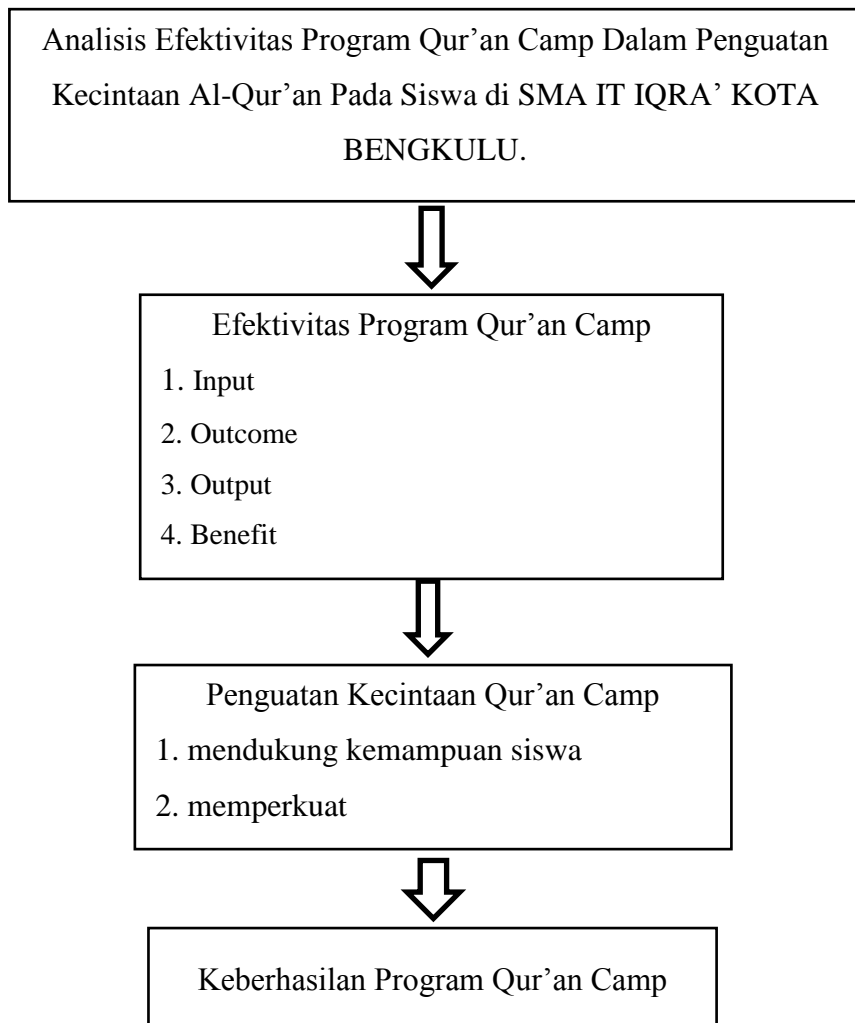 Analisis Efektivitas Program Qur’an Camp Dalam Penguatan
Kecintaan Al-Qur’an Pada Siswa di SMA IT IQRA’ KOTA
BENGKULU.
Efektivitas Program Qur’an Camp
1. Input
2. Outcome
3. Output
4. Benefit
Penguatan Kecintaan Qur’an Camp
1. mendukung kemampuan siswa
2. memperkuat
Keberhasilan Program Qur’an Camp